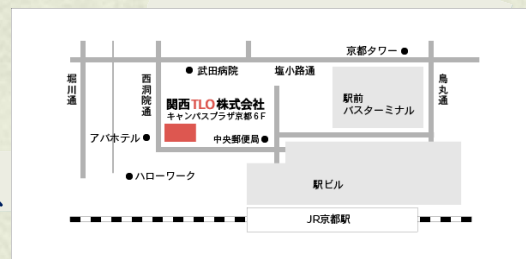 京都タワー
武田病院
塩小路通
堀川通
西洞院通
烏丸通
関西TLO株式会社
キャンパスプラザ京都6F
駅前
バスターミナル
アパホテル
中央郵便局
ハローワーク
駅ビル
JR京都駅